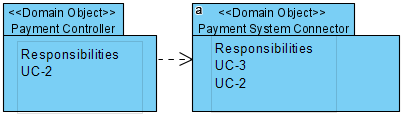 <<Domain Object>>
Payment Controller
Responsibilities
UC-2
a
<<Domain Object>>
Payment System Connector
Responsibilities
UC-3
UC-2